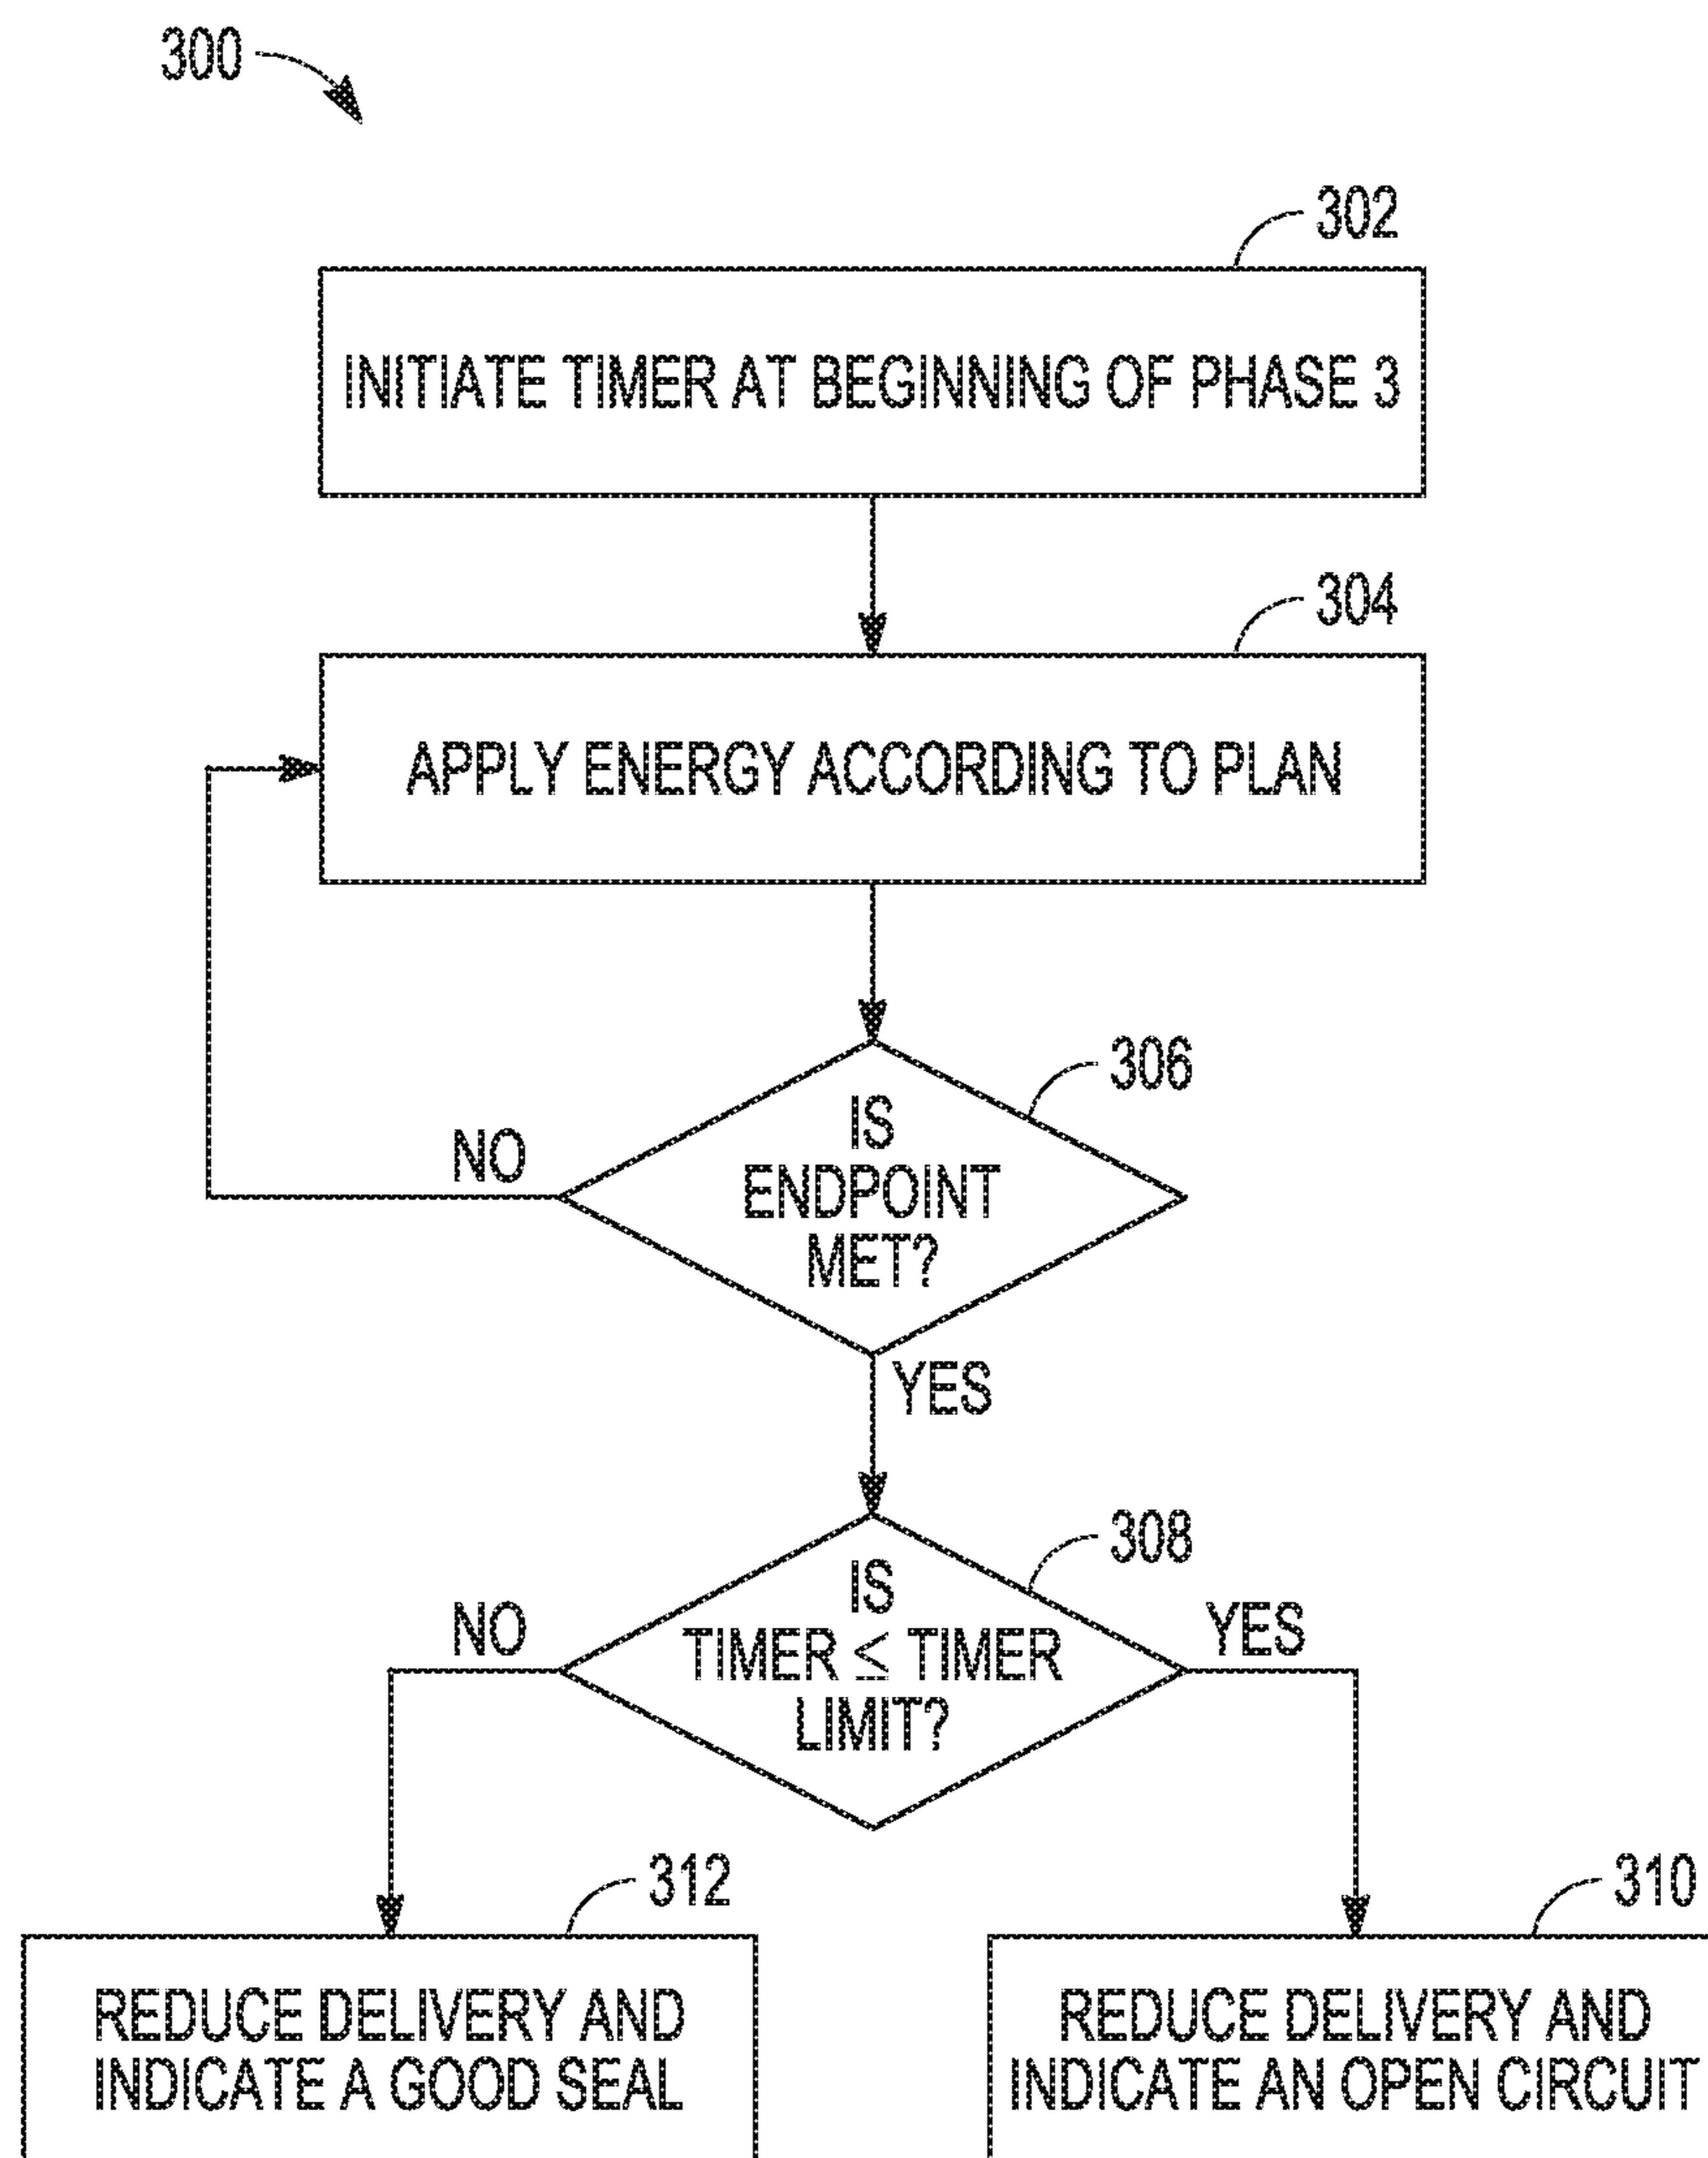 300
302
INITIATE TIMER AT BEGINNING OF PHASE 3
304
APPLY ENERGY ACCORDING TO PLAN
306
IS
ENDPOINT
MET?
NO
YES
308
IS
TIMER ≤ TIMER
LIMIT?
NO
YES
312
REDUCE DELIVERY AND
INDICATE A GOOD SEAL
310
REDUCE DELIVERY AND
INDICATE AN OPEN CIRCUIT